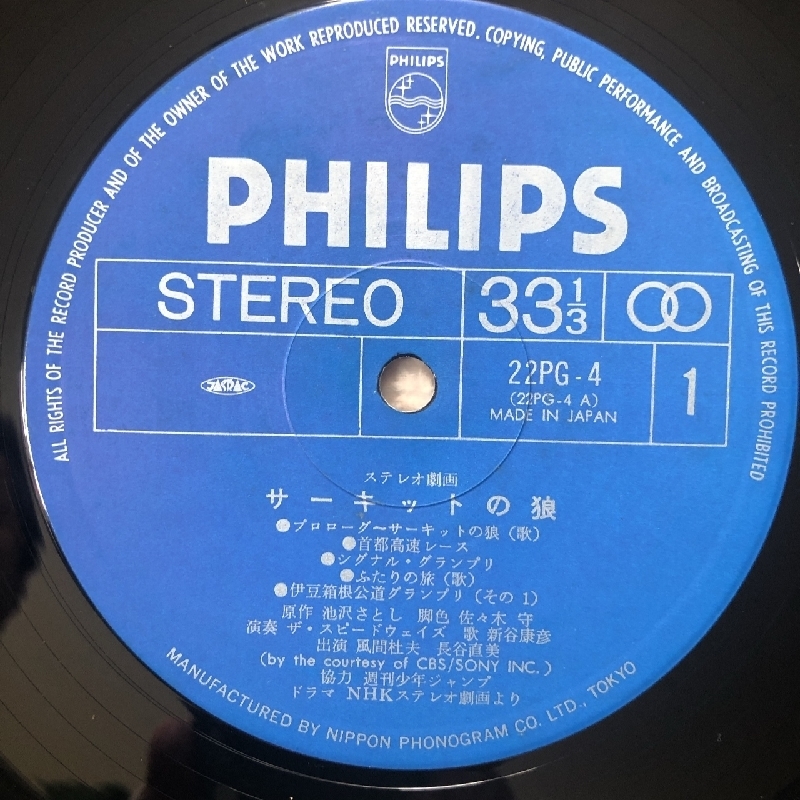 ALL RIGHTS OF THE RECORD PRODUCER AND OF THE OWNER OF THE WORK REPRODUCED RESERVED. COPYING, PUBLIC PERFORMANCE AND BROADCASTING OF THIS RECORD PROHIBITED
PHILIPS
PHILIPS
STEREO
33 1/3
JASRAC
22PG-4
(22PG-4 A)
MADE IN JAPAN
1
ステレオ劇画
サーキットの狼
●プロローグ〜サーキットの狼（歌）
●首都高速レース
●シグナル・グランプリ
●ふたりの旅（歌）
●伊豆箱根公道グランプリ（その 1）
原作 池沢さとし 脚色 佐々木 守
演奏 ザ・スピードウェイズ 歌 新谷康彦
出演 風間杜夫 長谷直美
(by the courtesy of CBS/SONY INC.)
協力 週刊少年ジャンプ
ドラマ NHKステレオ劇画より
MANUFACTURED BY NIPPON PHONOGRAM CO. LTD., TOKYO